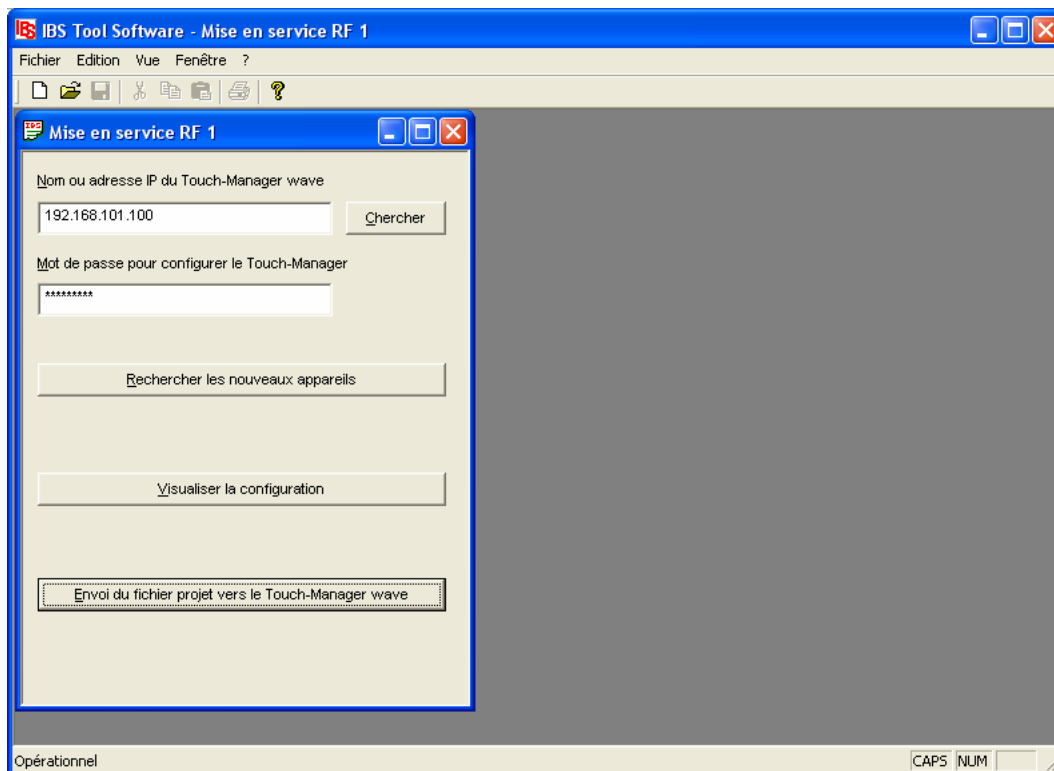 IBS Tool Software - Mise en service RF 1
Fichier Edition Vue Fenêtre ?
Mise en service RF 1
Nom ou adresse IP du Touch-Manager wave
192.168.101.100
Chercher
Mot de passe pour configurer le Touch-Manager
*********
Rechercher les nouveaux appareils
Visualiser la configuration
Envoi du fichier projet vers le Touch-Manager wave
Opérationnel
CAPS NUM